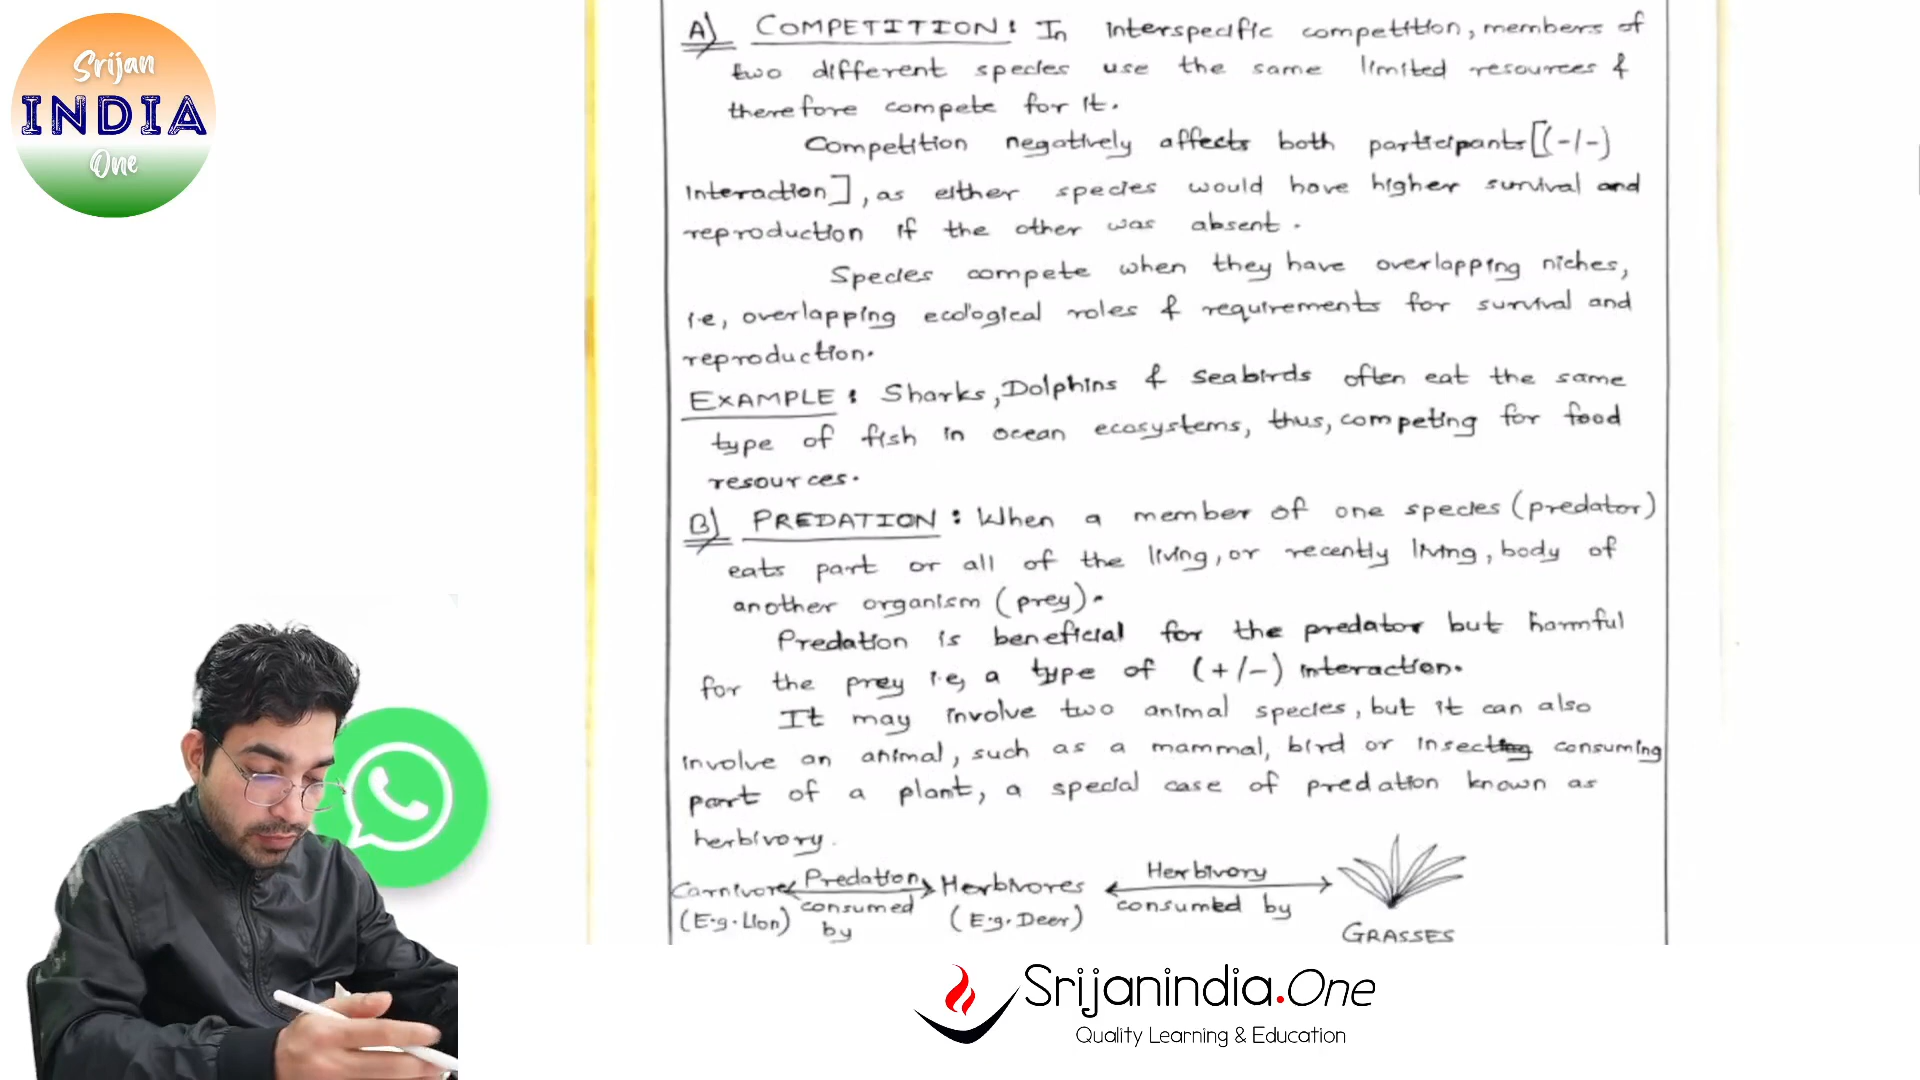 Srijan
INDIA
One
A) COMPETITION: In interspecific competition, members of
two different species use the same limited resources &
therefore compete for it.
Competition negatively affects both participants [(-/-)
interaction], as either species would have higher survival and
reproduction if the other was absent.
Species compete when they have overlapping niches,
i.e, overlapping ecological roles & requirements for survival and
reproduction.
EXAMPLE: Sharks, Dolphins & seabirds often eat the same
type of fish in ocean ecosystems, thus, competing for food
resources.
B) PREDATION: When a member of one species (predator)
eats part or all of the living, or recently living, body of
another organism (prey).
Predation is beneficial for the predator but harmful
for the prey i.e, a type of (+/-) interaction.
It may involve two animal species, but it can also
involve an animal, such as a mammal, bird or insect consuming
part of a plant, a special case of predation known as
herbivory.
Carnivores Predation Herbivores Herbivory
(E.g. Lion) consumed by (E.g. Deer) consumed by
GRASSES
Srijanindia.One
Quality Learning & Education